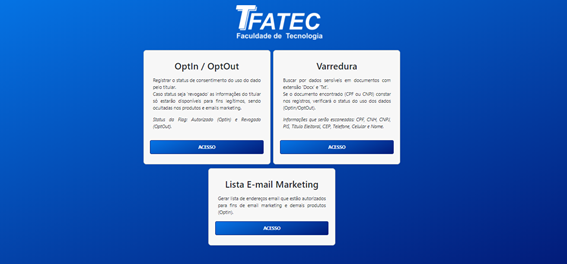 TFATEC
Faculdade de Tecnologia
OptIn / OptOut
Registrar o status de consentimento do uso do dado
pelo titular.
Caso status seja 'revogado' as informações do titular
só estarão disponíveis para fins legítimos, sendo
ocultadas nos produtos e emails marketing.
Status da Flag: Autorizado (OptIn) e Revogado
(OptOut).
ACESSO
Varredura
Buscar por dados sensíveis em documentos com
extensão 'Docx' e 'Txt'.
Se o documento encontrado (CPF ou CNPJ) constar
nos registros, verificará o status do uso dos dados
(OptIn/OptOut).
Informações que serão escaneadas: CPF, CNH, CNPJ,
PIS, Título Eleitoral, CEP, Telefone, Celular e Nome.
ACESSO
Lista E-mail Marketing
Gerar lista de endereços email que estão autorizados
para fins de email marketing e demais produtos
(OptIn).
ACESSO